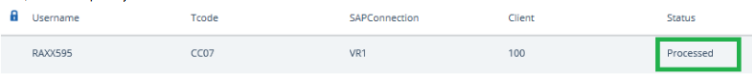 Username Tcode SAPConnection Client Status
RAXX595 CC07 VR1 100 Processed